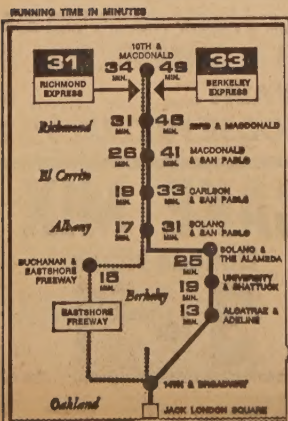 RUNNING TIME IN MINUTES
10TH &
MACDONALD
31
RICHMOND
EXPRESS
34
MIN.
49
MIN.
33
BERKELEY
EXPRESS
Richmond
31
MIN.
46
MIN.
& MACDONALD
26
MIN.
41
MIN.
MACDONALD
& SAN PABLO
El Cerrito
19
MIN.
33
MIN.
CARLSON
& SAN PABLO
Albany
17
MIN.
31
MIN.
SOLANO
& SAN PABLO
BUCHANAN &
EASTSHORE
FREEWAY
15
MIN.
25
MIN.
SOLANO &
THE ALAMEDA
Berkeley
19
MIN.
UNIVERSITY
& SHATTUCK
EASTSHORE
FREEWAY
13
MIN.
ALCATRAZ &
ADELINE
14TH & BROADWAY
Oakland
JACK LONDON SQUARE